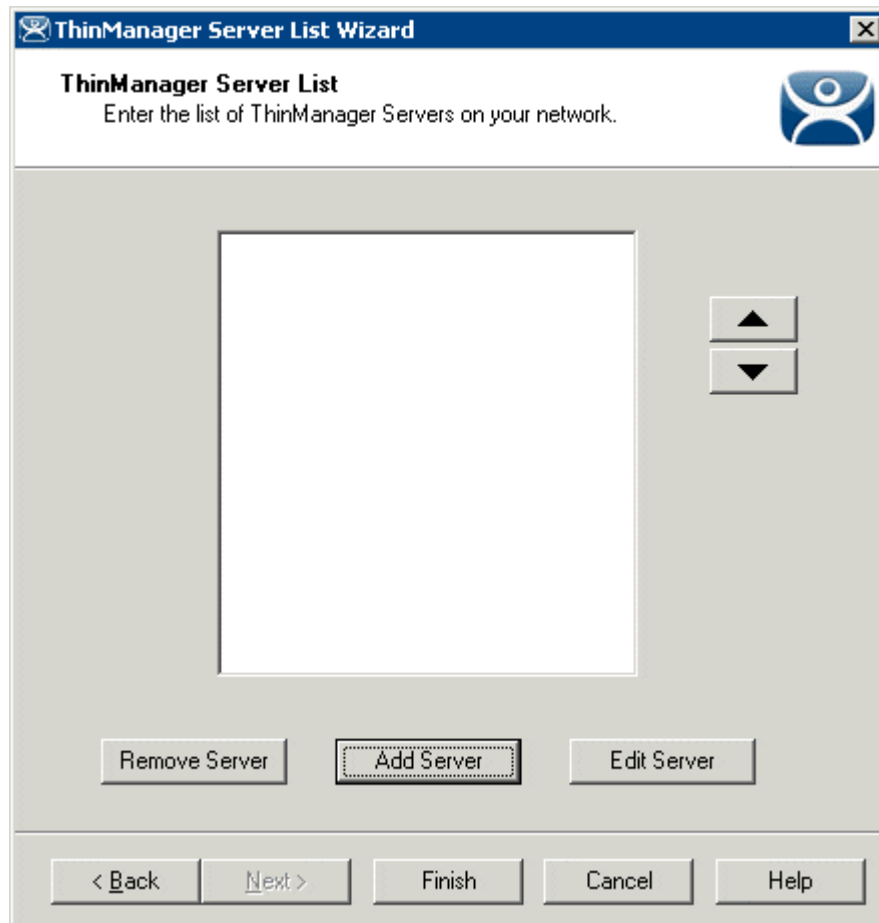 ThinManager Server List Wizard
ThinManager Server List
Enter the list of ThinManager Servers on your network.
Remove Server
Add Server
Edit Server
< Back
Next >
Finish
Cancel
Help